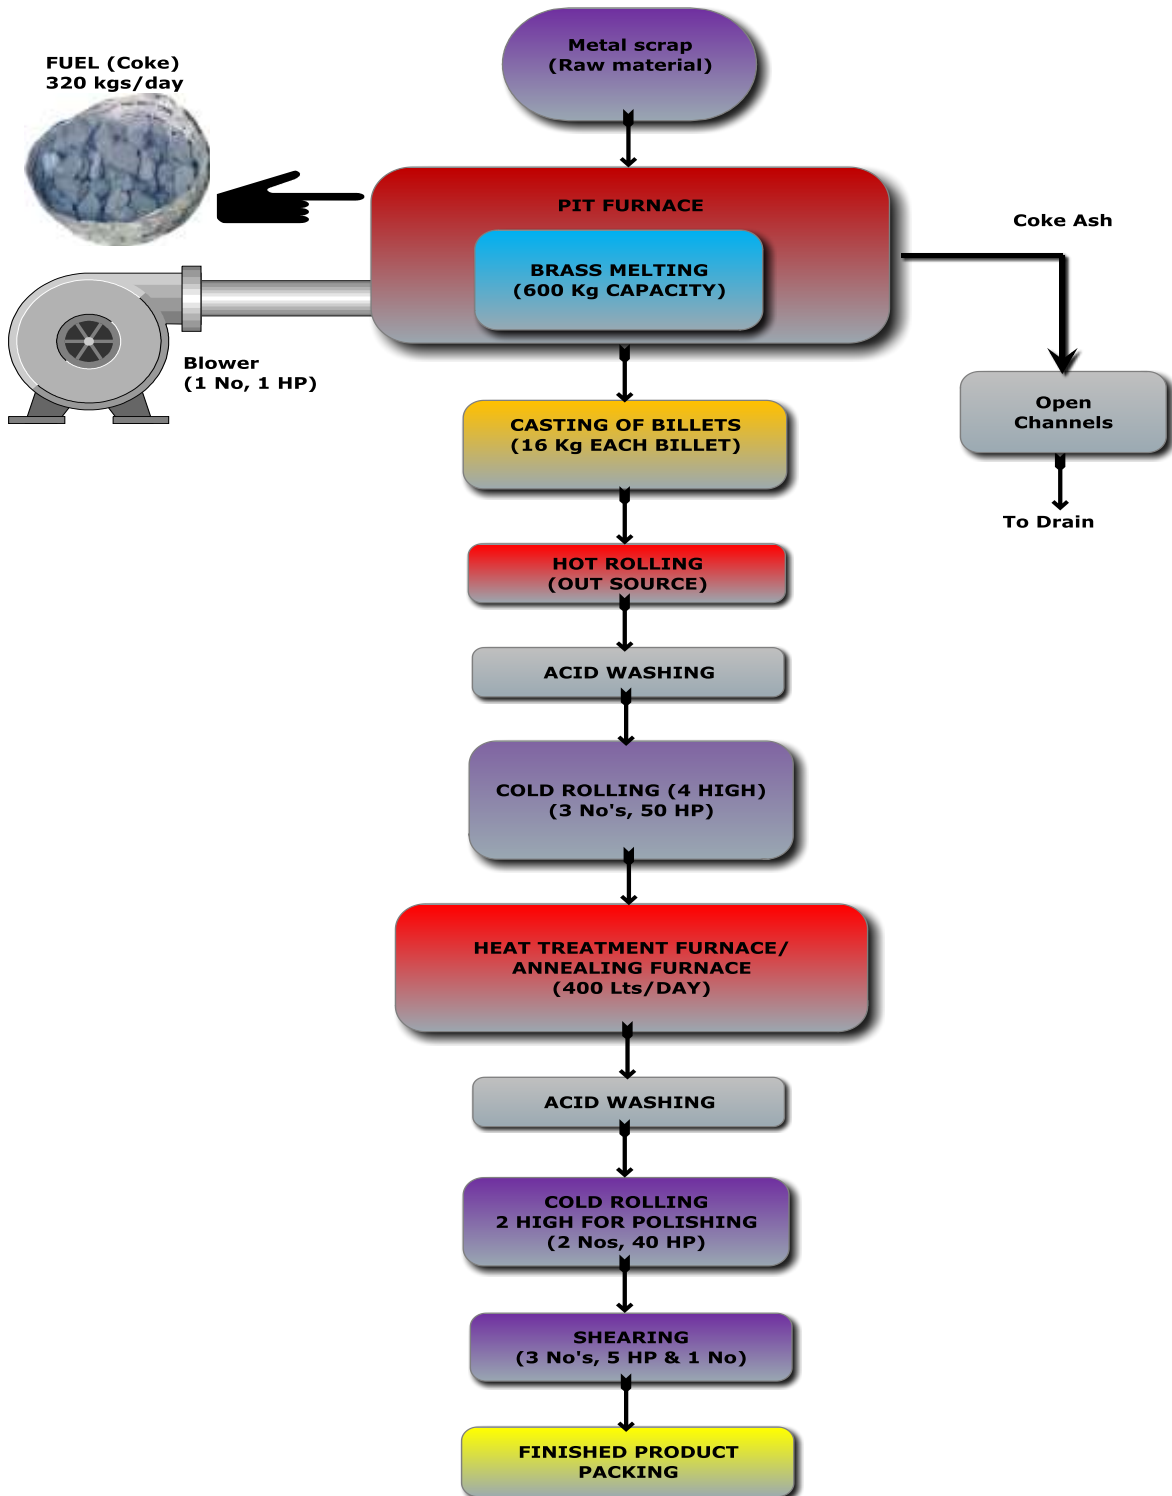 Metal scrap
(Raw material)
FUEL (Coke)
320 kgs/day
PIT FURNACE
BRASS MELTING
(600 Kg CAPACITY)
Coke Ash
Blower
(1 No, 1 HP)
Open
Channels
To Drain
CASTING OF BILLETS
(16 Kg EACH BILLET)
HOT ROLLING
(OUT SOURCE)
ACID WASHING
COLD ROLLING (4 HIGH)
(3 No's, 50 HP)
HEAT TREATMENT FURNACE/
ANNEALING FURNACE
(400 Lts/DAY)
ACID WASHING
COLD ROLLING
2 HIGH FOR POLISHING
(2 Nos, 40 HP)
SHEARING
(3 No's, 5 HP & 1 No)
FINISHED PRODUCT
PACKING